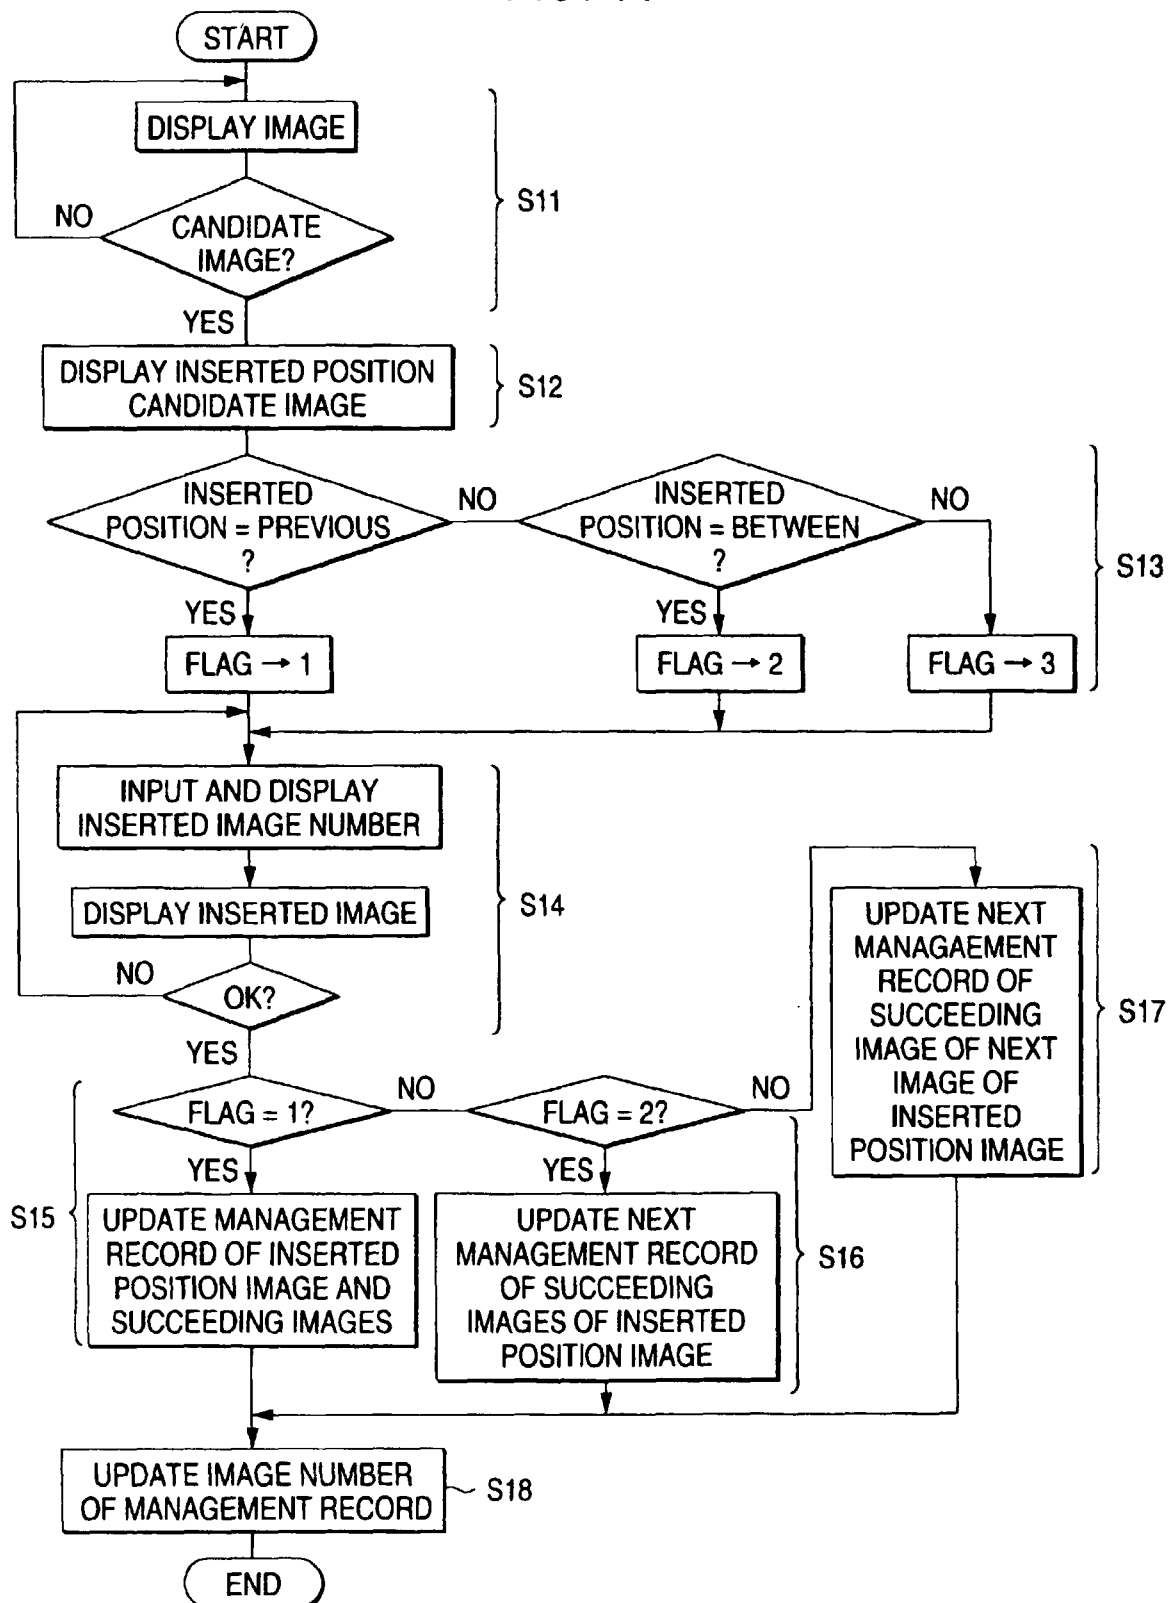 START
DISPLAY IMAGE
S11
NO
CANDIDATE
IMAGE?
YES
DISPLAY INSERTED POSITION
CANDIDATE IMAGE
S12
INSERTED
POSITION = PREVIOUS
?
NO
INSERTED
POSITION = BETWEEN
?
NO
S13
YES
YES
FLAG → 1
FLAG → 2
FLAG → 3
INPUT AND DISPLAY
INSERTED IMAGE NUMBER
DISPLAY INSERTED IMAGE
S14
NO
OK?
YES
UPDATE NEXT
MANAGAEMENT
RECORD OF
SUCCEEDING
IMAGE OF NEXT
IMAGE OF
INSERTED
POSITION IMAGE
S17
FLAG = 1?
NO
FLAG = 2?
NO
YES
YES
S15
UPDATE MANAGEMENT
RECORD OF INSERTED
POSITION IMAGE AND
SUCCEEDING IMAGES
UPDATE NEXT
MANAGEMENT RECORD
OF SUCCEEDING
IMAGES OF INSERTED
POSITION IMAGE
S16
UPDATE IMAGE NUMBER
OF MANAGEMENT RECORD
S18
END